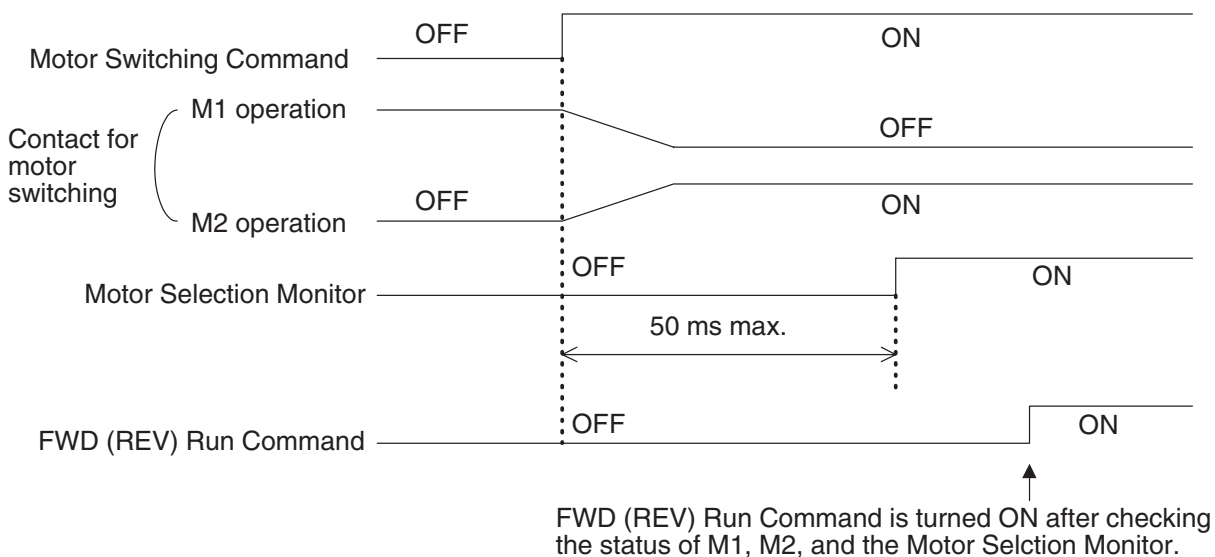 OFF
ON
Motor Switching Command
M1 operation
OFF
Contact for
motor
switching
OFF
ON
M2 operation
OFF
ON
Motor Selection Monitor
50 ms max.
OFF
ON
FWD (REV) Run Command
FWD (REV) Run Command is turned ON after checking
the status of M1, M2, and the Motor Selction Monitor.